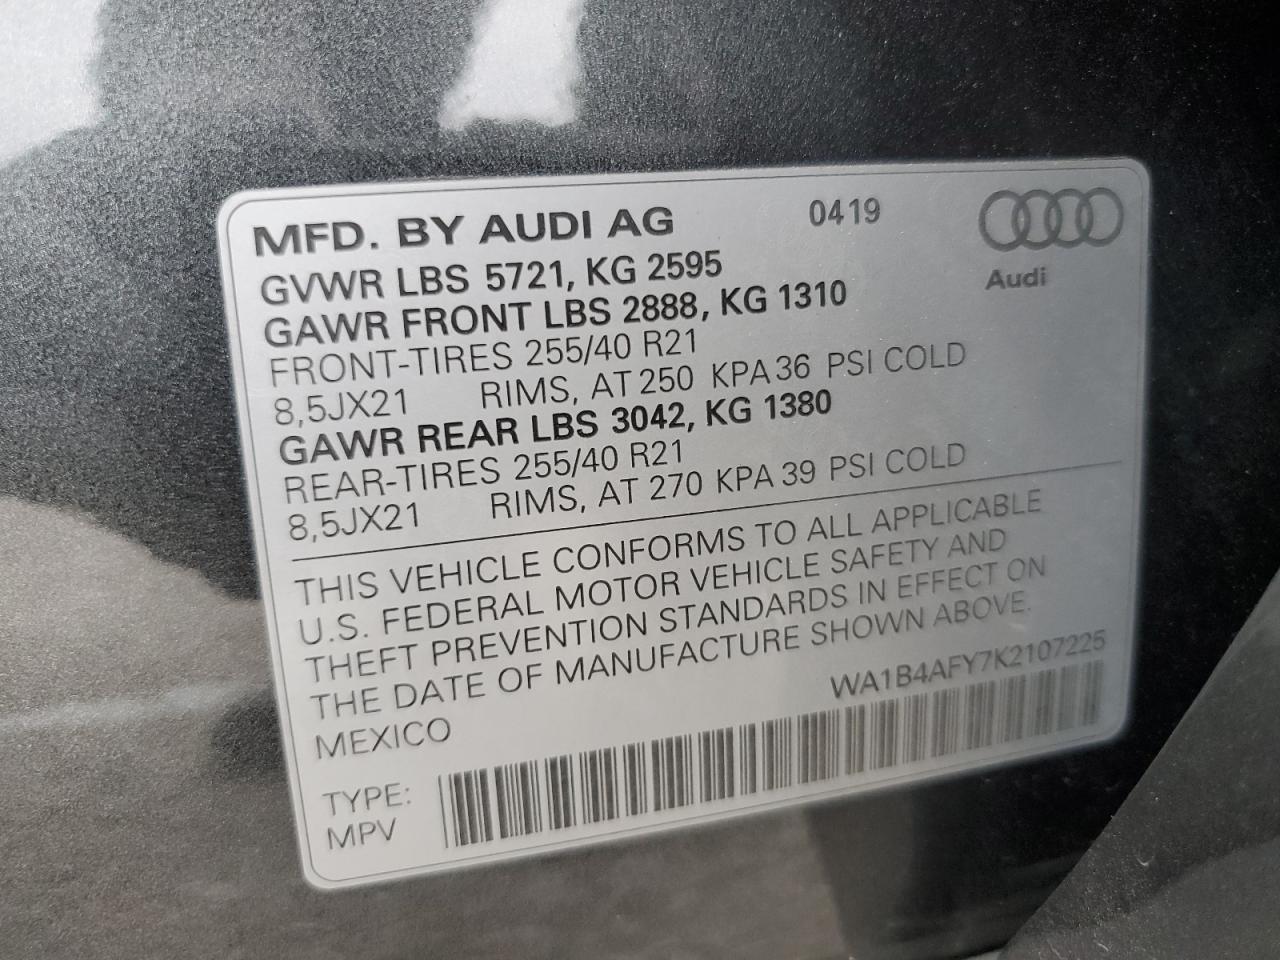 MFD. BY AUDI AG 0419
Audi
GVWR LBS 5721, KG 2595
GAWR FRONT LBS 2888, KG 1310
FRONT-TIRES 255/40 R21
8,5JX21 RIMS, AT 250 KPA 36 PSI COLD
GAWR REAR LBS 3042, KG 1380
REAR-TIRES 255/40 R21
8,5JX21 RIMS, AT 270 KPA 39 PSI COLD
THIS VEHICLE CONFORMS TO ALL APPLICABLE
U.S. FEDERAL MOTOR VEHICLE SAFETY AND
THEFT PREVENTION STANDARDS IN EFFECT ON
THE DATE OF MANUFACTURE SHOWN ABOVE.
MEXICO WA1B4AFY7K2107225
TYPE:
MPV